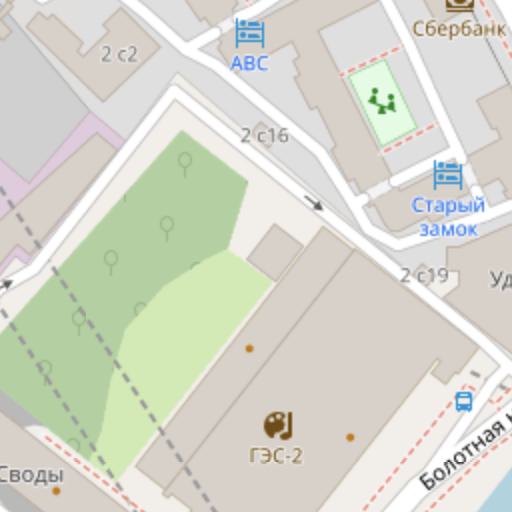 Сбербанк
2 с2
АВС
2 с16
Старый
замок
2 с19
ГЭС-2
Своды
Болотная